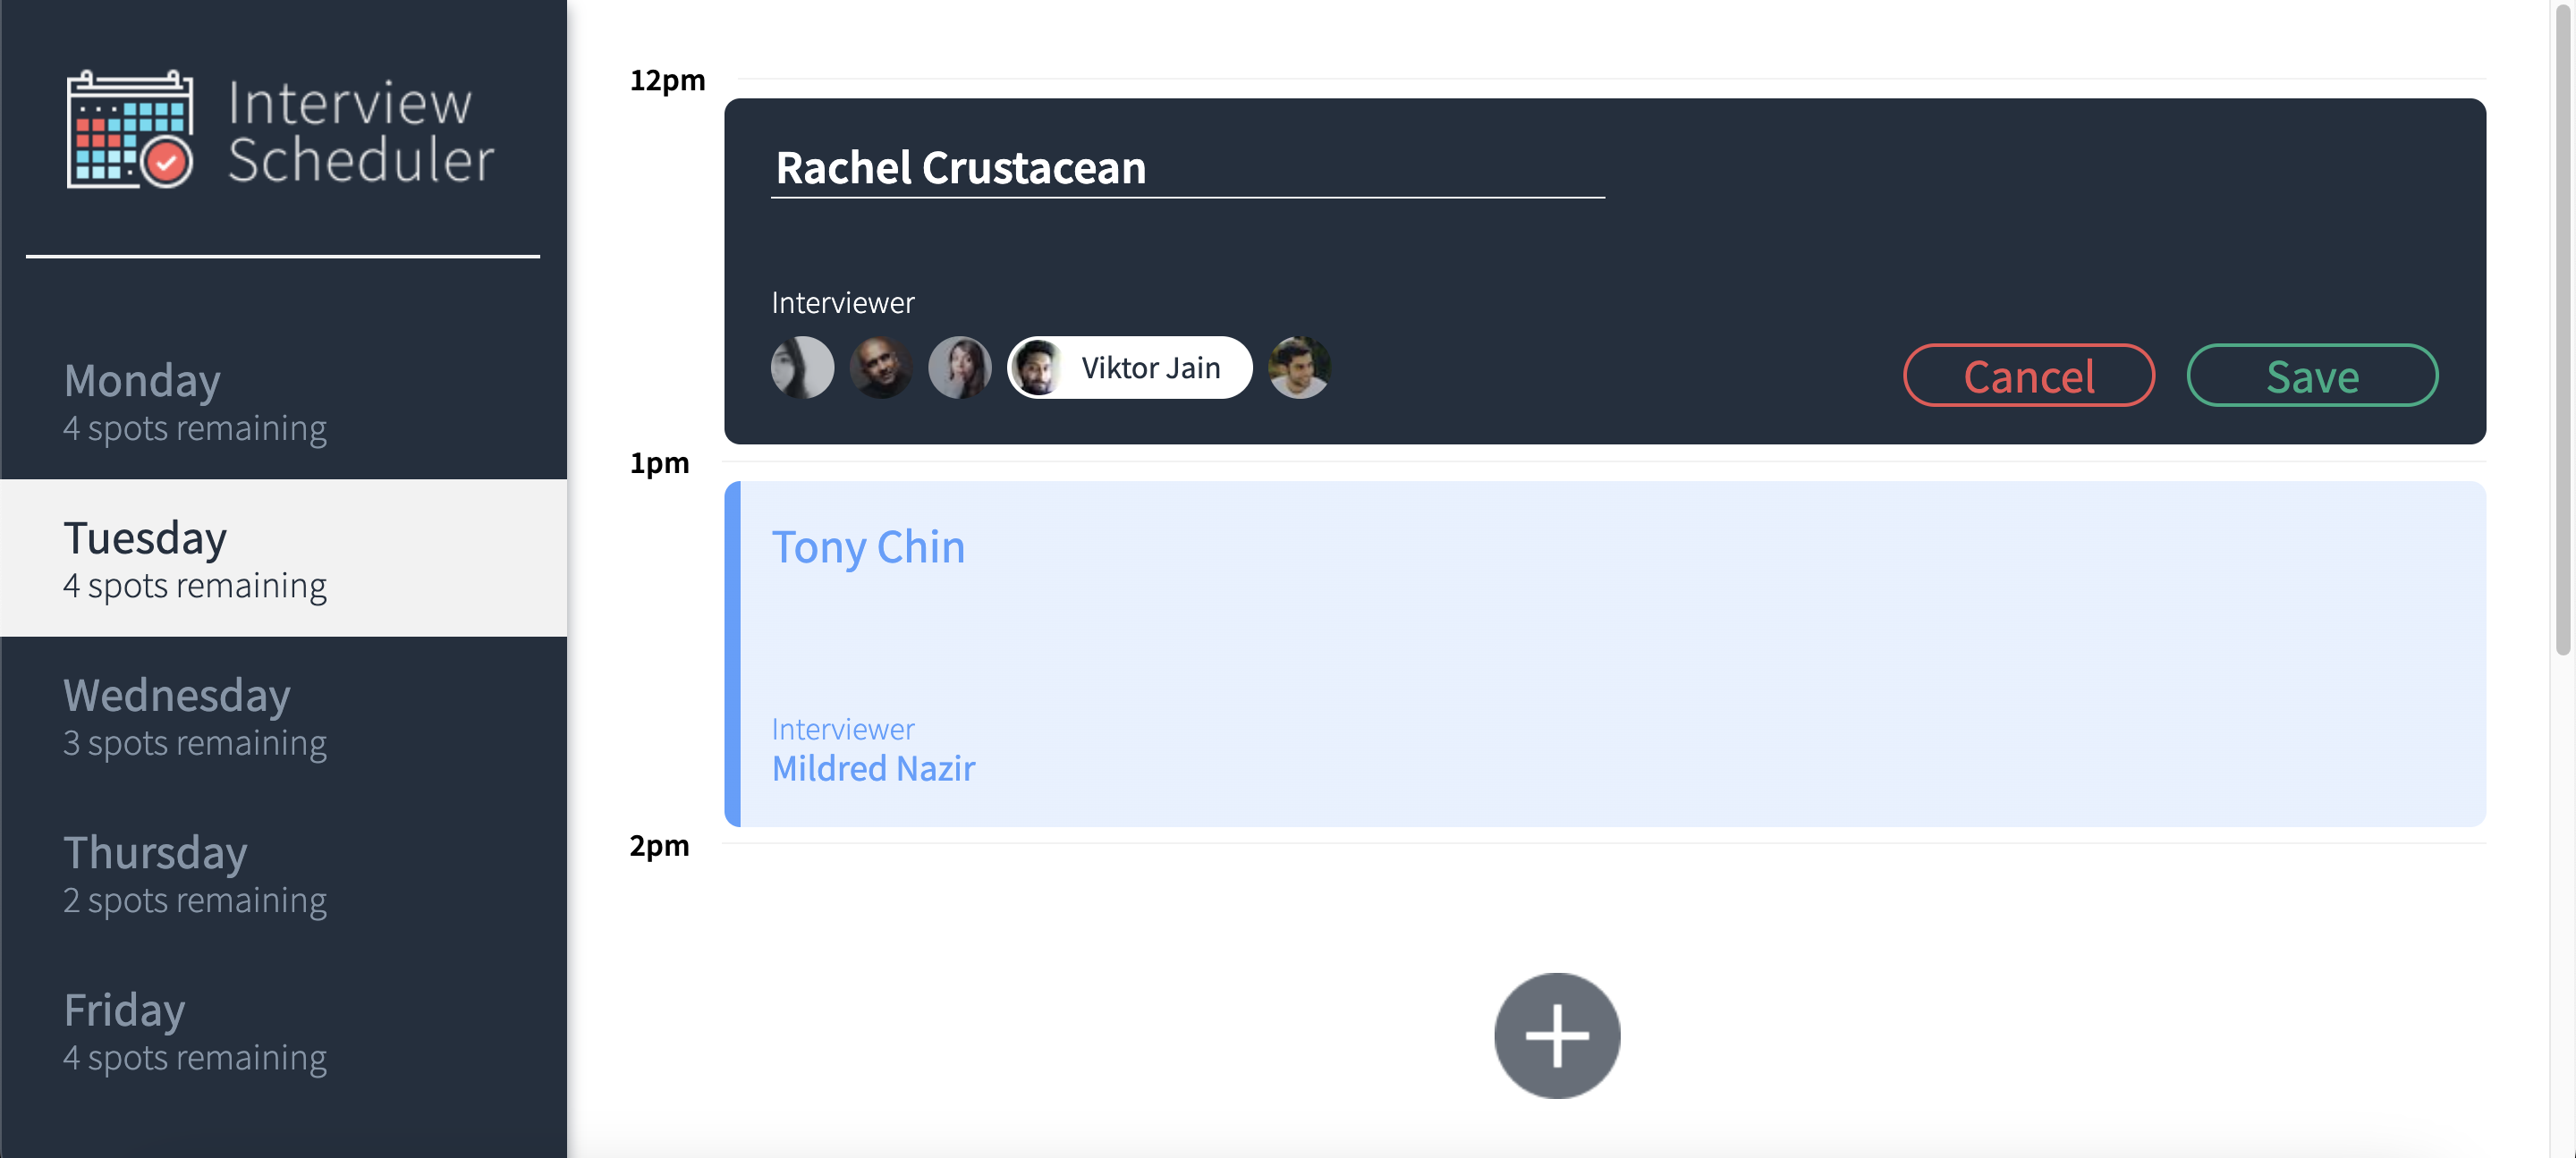 Interview
Scheduler
Monday
4 spots remaining
Tuesday
4 spots remaining
Wednesday
3 spots remaining
Thursday
2 spots remaining
Friday
4 spots remaining
12pm
Rachel Crustacean
Interviewer
Viktor Jain
Cancel
Save
1pm
Tony Chin
Interviewer
Mildred Nazir
2pm